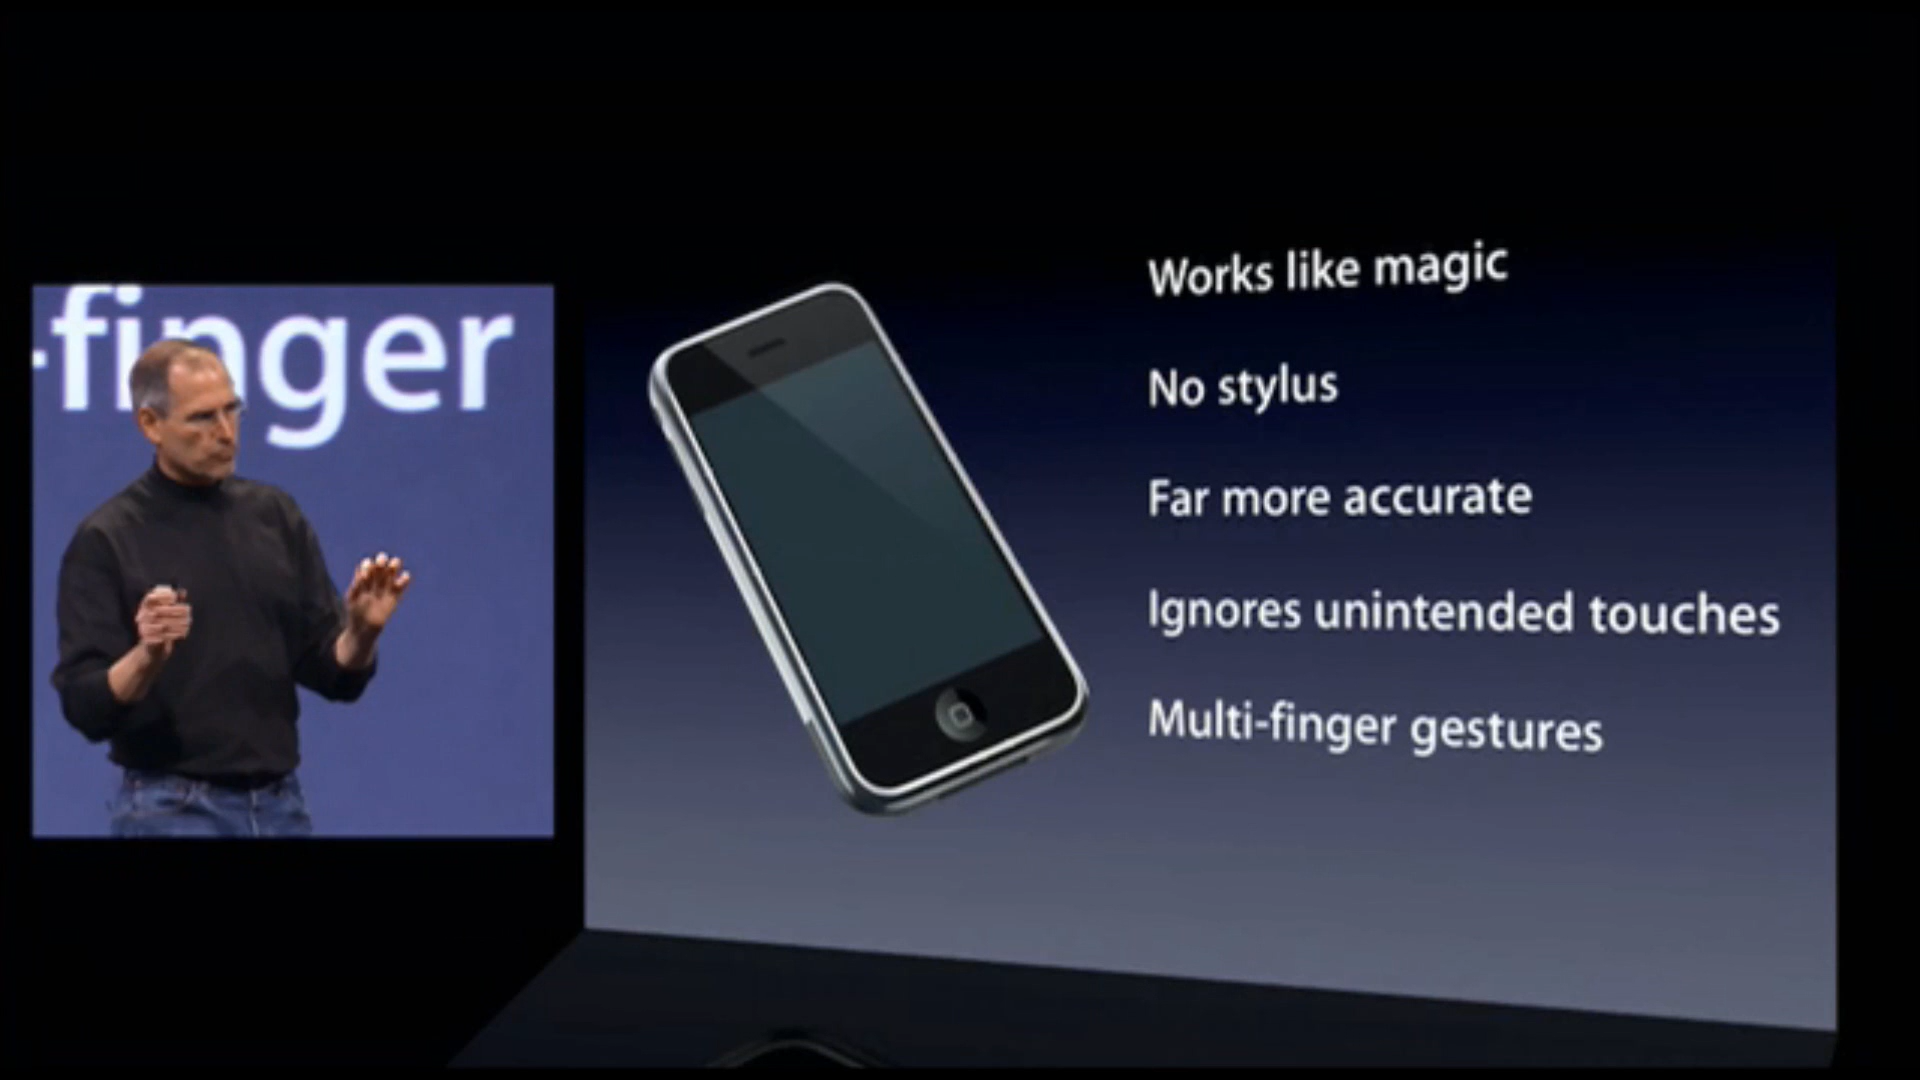 -finger
Works like magic
No stylus
Far more accurate
Ignores unintended touches
Multi-finger gestures